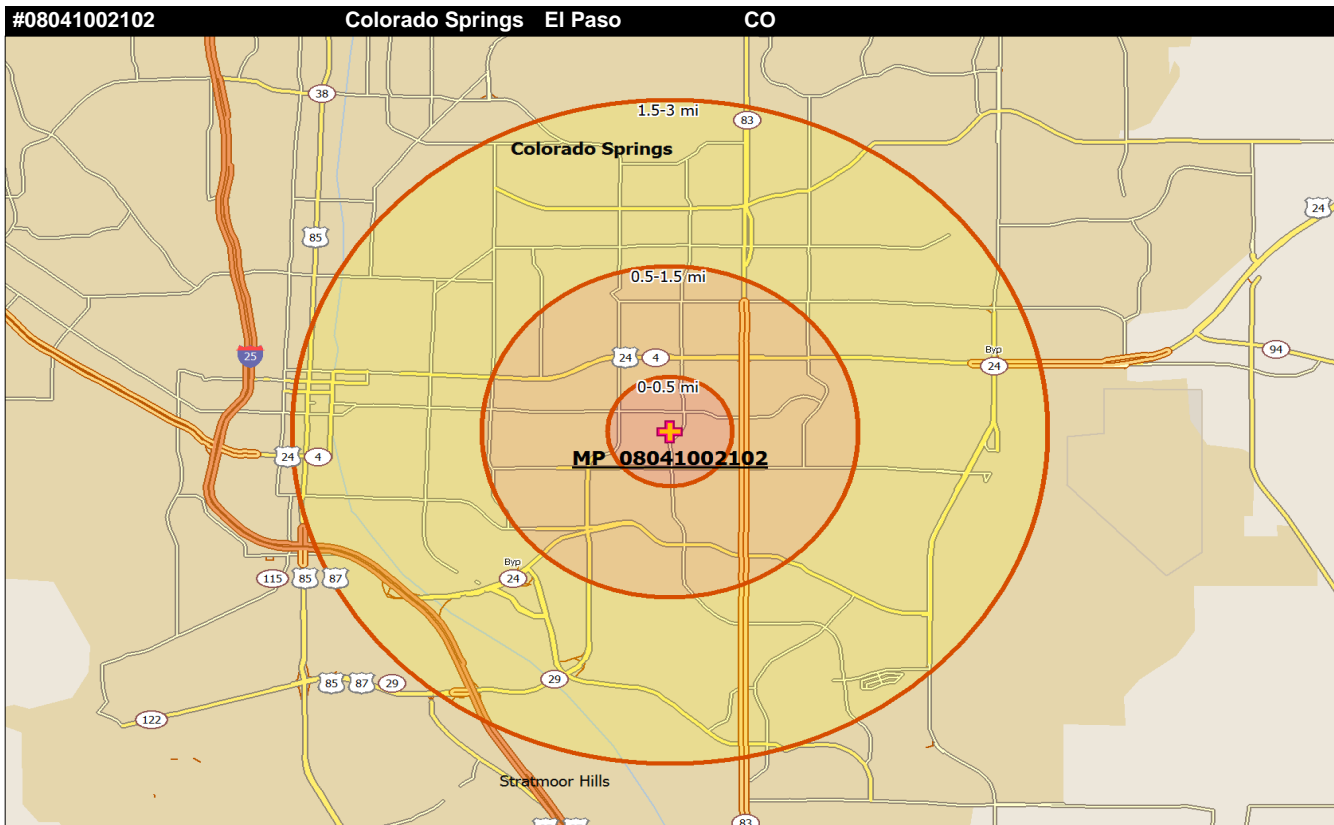 #08041002102 Colorado Springs El Paso CO
38
1.5-3 mi
83
Colorado Springs
24
85
0.5-1.5 mi
25
24 4
Byp
94
24
0-0.5 mi
24 4
MP 08041002102
Byp
115 85 87
24
85 87 29
29
122
Stratmoor Hills
83